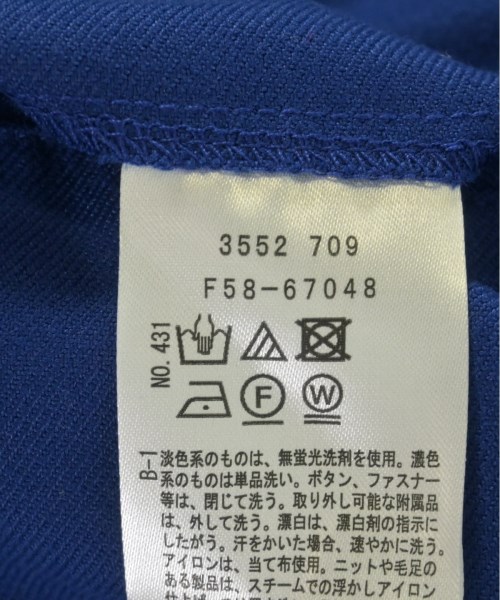 3552 709
F58-67048
NO. 431
F W
B-1
淡色系のものは、無蛍光洗剤を使用。濃色
系のものは単品洗い。ボタン、ファスナー
等は、閉じて洗う。取り外し可能な附属品
は、外して洗う。漂白は、漂白剤の指示に
したがう。汗をかいた場合、速やかに洗う。
アイロンは、当て布使用。ニットや毛足の
ある製品は、スチームでの浮かしアイロン